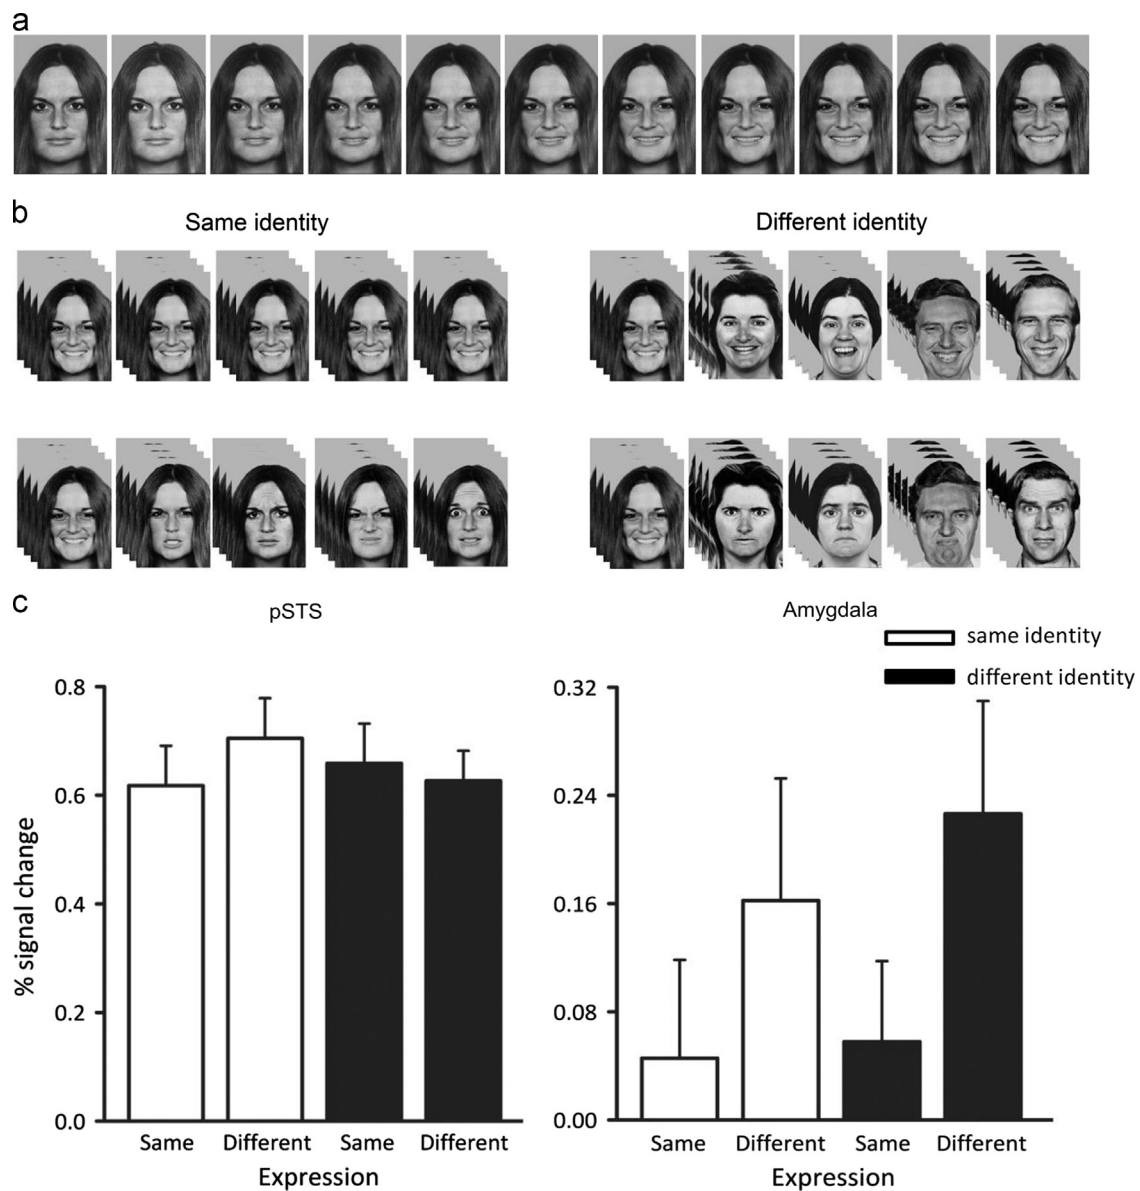 a
b
Same identity
Different identity
c
pSTS
Amygdala
same identity
different identity
% signal change
0.8
0.6
0.4
0.2
0.0
Same Different Same Different
Expression
0.32
0.24
0.16
0.08
0.00
Same Different Same Different
Expression